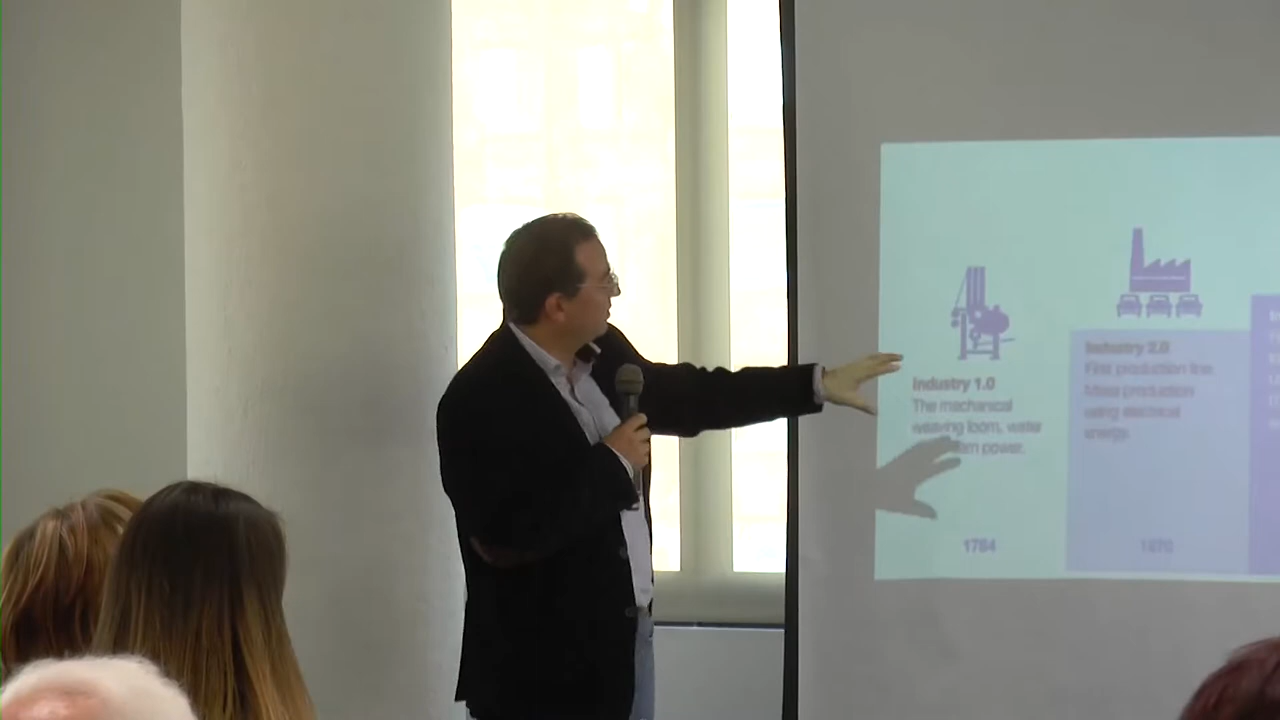 Industry 1.0
The mechanical
weaving loom, water
power.
1784
Industry 2.0
First production line.
Mass production
using electrical
energy.
1870